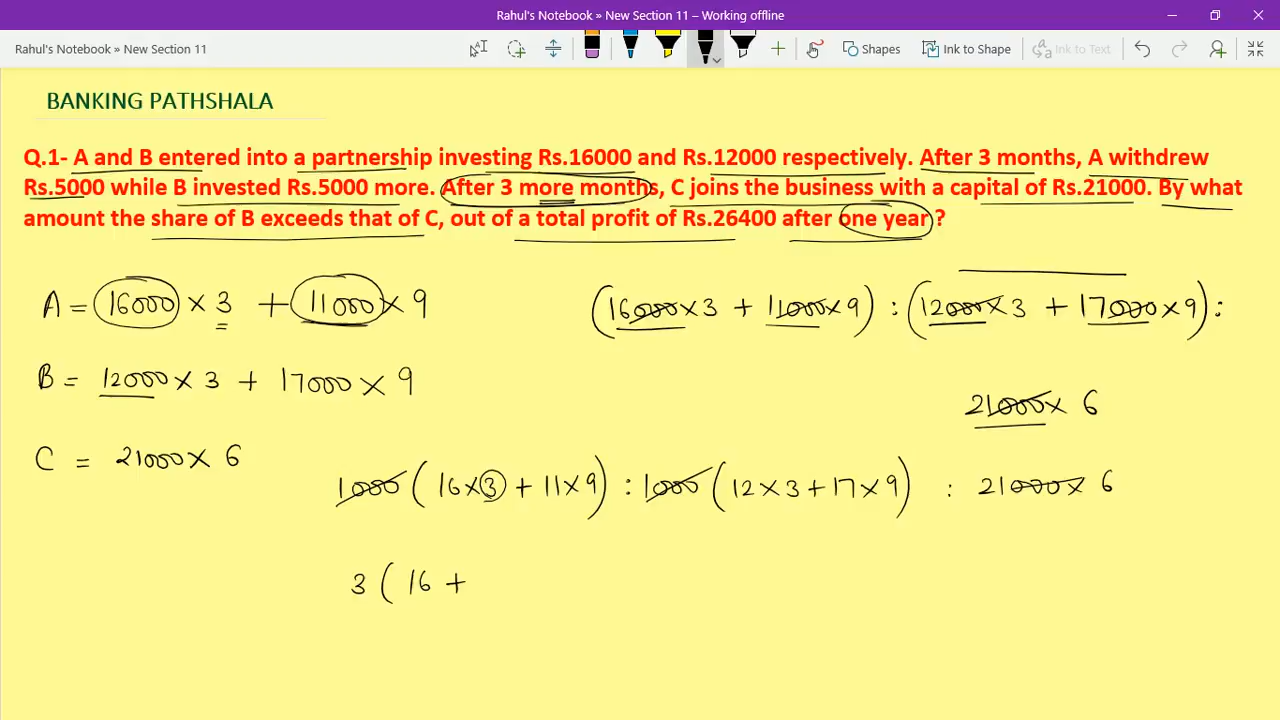 Rahul's Notebook » New Section 11 – Working offline
Rahul's Notebook » New Section 11
Shapes
Ink to Shape
Ink to Text
BANKING PATHSHALA
Q.1- A and B entered into a partnership investing Rs.16000 and Rs.12000 respectively. After 3 months, A withdrew
Rs.5000 while B invested Rs.5000 more. After 3 more months, C joins the business with a capital of Rs.21000. By what
amount the share of B exceeds that of C, out of a total profit of Rs.26400 after one year ?
A = 16000 × 3 + 11000 × 9
(16000 × 3 + 11000 × 9) : (12000 × 3 + 17000 × 9) :
B = 12000 × 3 + 17000 × 9
21000 × 6
C = 21000 × 6
1000 ( 16 × 3 + 11 × 9 ) : 1000 ( 12 × 3 + 17 × 9 ) : 21000 × 6
3 ( 16 +